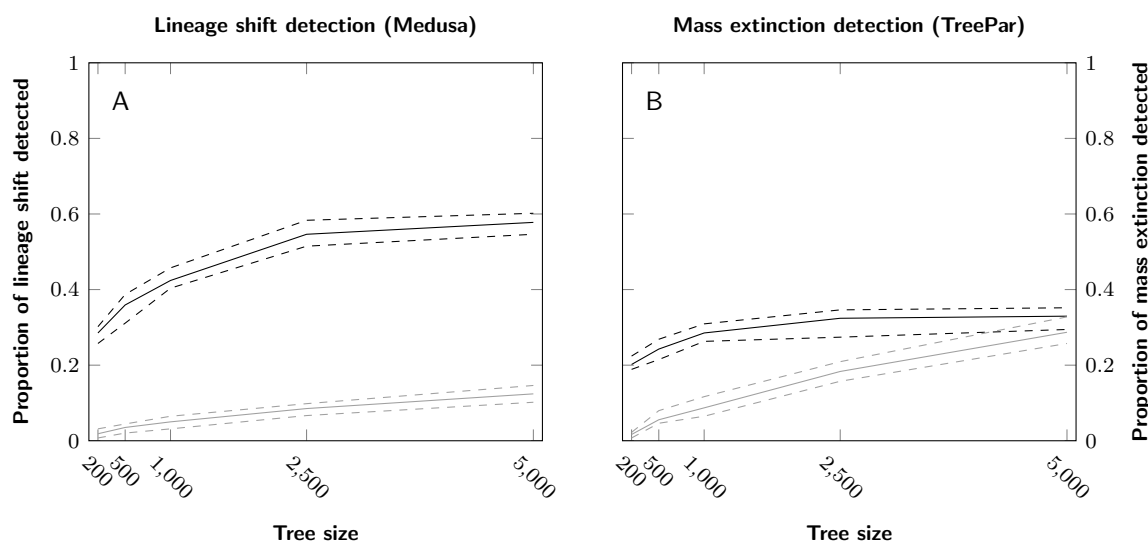 Lineage shift detection (Medusa)
Mass extinction detection (TreePar)
Proportion of lineage shift detected
1
0.8
0.6
0.4
0.2
0
A
200
500
1,000
2,500
5,000
Tree size
B
200
500
1,000
2,500
5,000
Tree size
1
0.8
0.6
0.4
0.2
0
Proportion of mass extinction detected